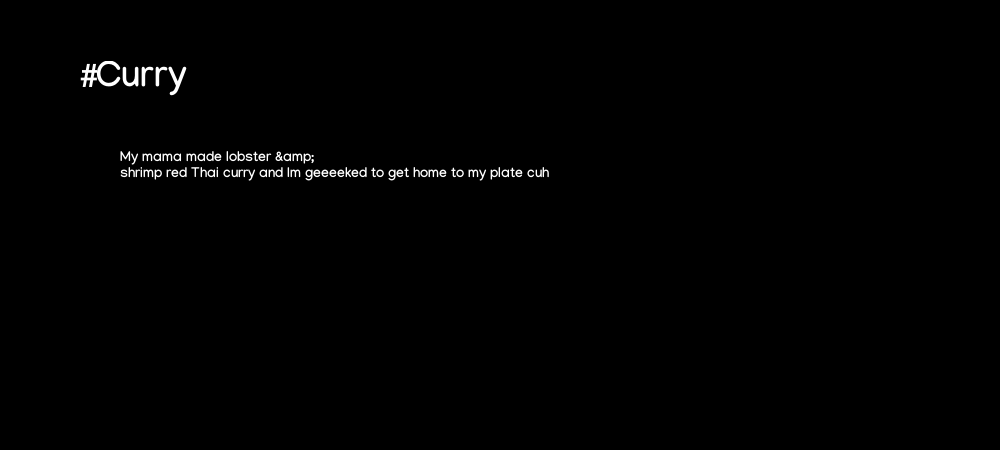 #Curry
My mama made lobster &amp;
shrimp red Thai curry and Im geeeeked to get home to my plate cuh